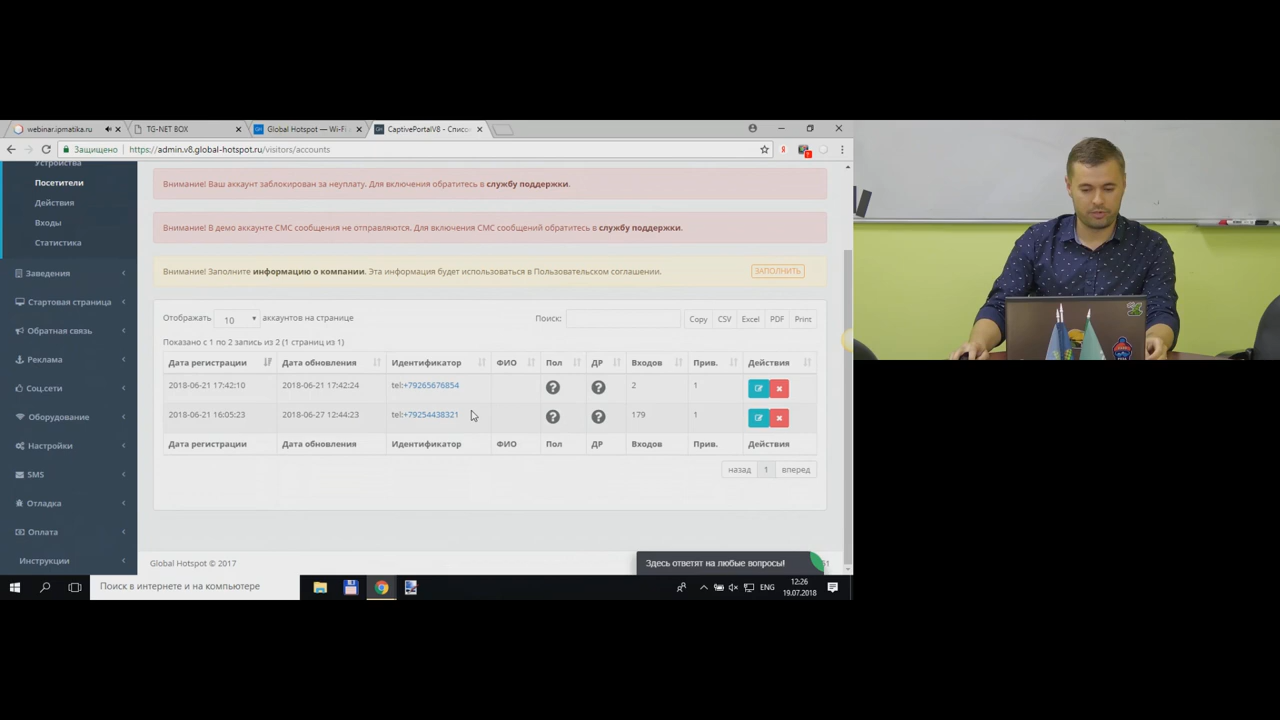 webinar.ipmatika.ru
TG-NET BOX
Global Hotspot — Wi-Fi
CaptivePortalV8 - Списо
Защищено
https://admin.v8.global-hotspot.ru/visitors/accounts
Устройства
Посетители
Действия
Входы
Статистика
Заведения
Стартовая страница
Обратная связь
Реклама
Соц.сети
Оборудование
Настройки
SMS
Отладка
Оплата
Инструкции
Внимание! Ваш аккаунт заблокирован за неуплату. Для включения обратитесь в службу поддержки.
Внимание! В демо аккаунте СМС сообщения не отправляются. Для включения СМС сообщений обратитесь в службу поддержки.
Внимание! Заполните информацию о компании. Эта информация будет использоваться в Пользовательском соглашении.
ЗАПОЛНИТЬ
Отображать 10 аккаунтов на странице
Поиск:
Copy CSV Excel PDF Print
Показано с 1 по 2 запись из 2 (1 страниц из 1)
Дата регистрации Дата обновления Идентификатор ФИО Пол ДР Входов Прив. Действия
2018-06-21 17:42:10 2018-06-21 17:42:24 tel:+79265676854 2 1
2018-06-21 16:05:23 2018-06-27 12:44:23 tel:+79254438321 179 1
Дата регистрации Дата обновления Идентификатор ФИО Пол ДР Входов Прив. Действия
назад 1 вперед
Global Hotspot © 2017
Здесь ответят на любые вопросы!
Поиск в интернете и на компьютере
ENG
12:26
19.07.2018